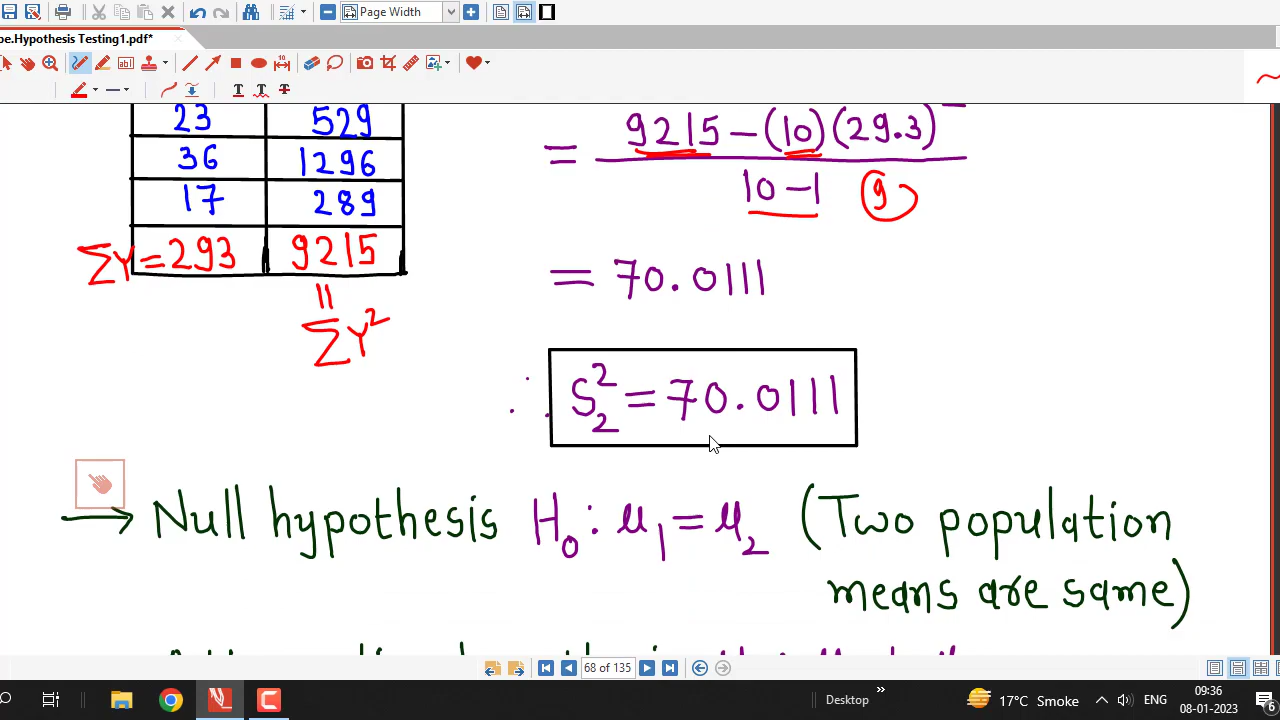 Page Width
pe.Hypothesis Testing1.pdf*
23 529
36 1296
17 289
ΣY=293 9215
=
ΣY²
= 9215-(10)(29.3)
10-1 9
= 70.0111
∴ S₂² = 70.0111
→ Null hypothesis H₀: μ₁=μ₂ (Two population
means are same)
68 of 135
Desktop
17°C Smoke
ENG
09:36
08-01-2023
6